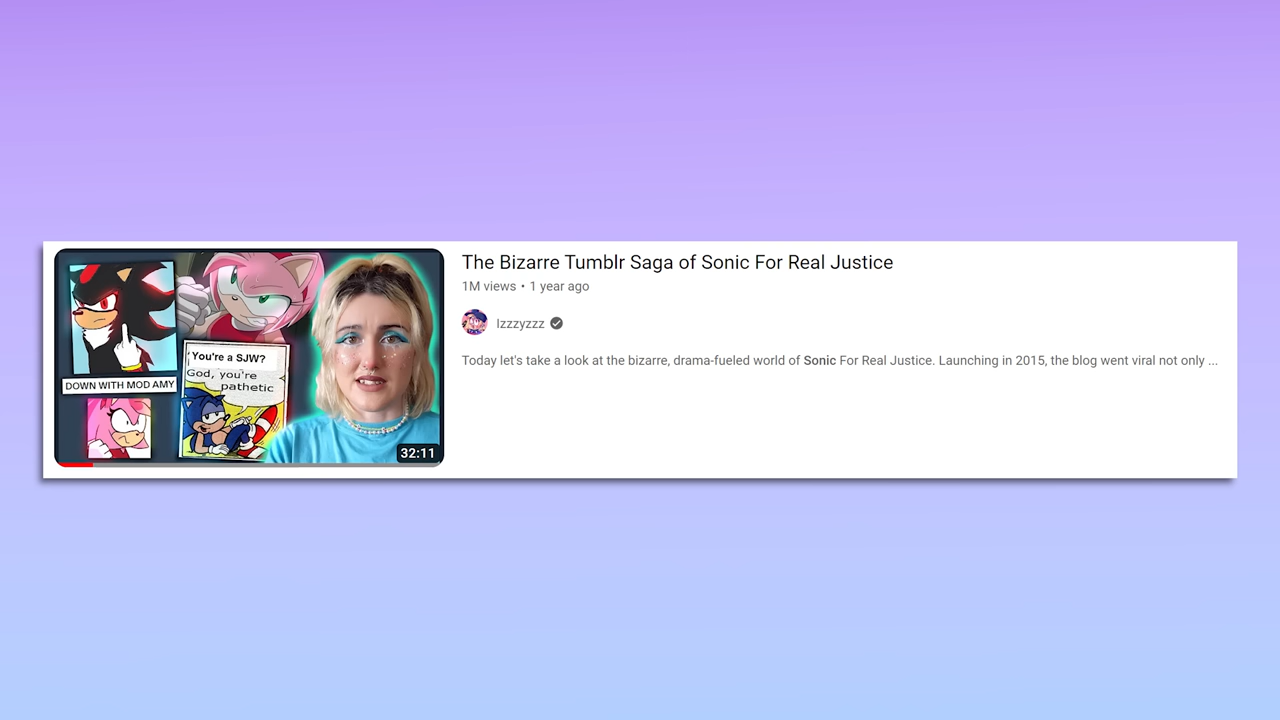 The Bizarre Tumblr Saga of Sonic For Real Justice
1M views • 1 year ago
Izzzyzzz
Today let's take a look at the bizarre, drama-fueled world of Sonic For Real Justice. Launching in 2015, the blog went viral not only ...
You're a SJW?
God, you're
pathetic
DOWN WITH MOD AMY
32:11